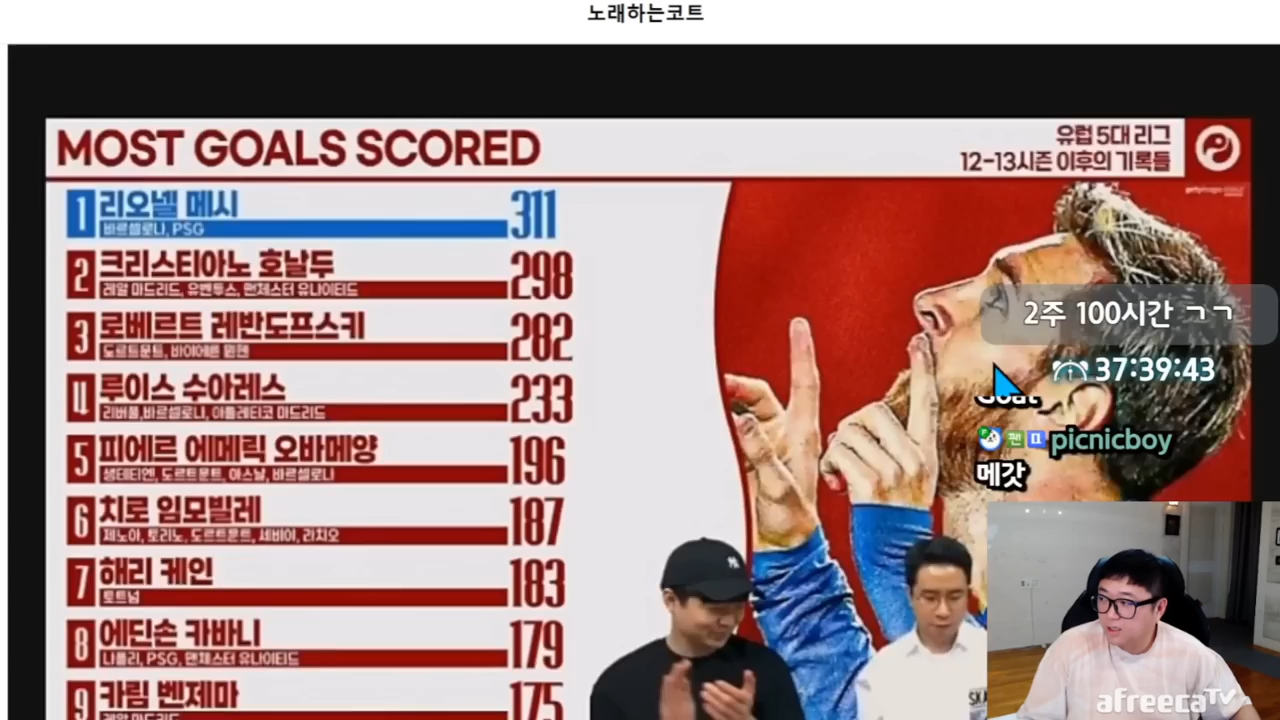 노래하는코트
MOST GOALS SCORED
유럽 5대 리그
12-13시즌 이후의 기록들
1 리오넬 메시 311
바르셀로나, PSG
2 크리스티아누 호날두 298
레알 마드리드, 유벤투스, 맨체스터 유나이티드
3 로베르트 레반도프스키 282
도르트문트, 바이에른 뮌헨
4 루이스 수아레스 233
리버풀,바르셀로나, 아틀레티코 마드리드
5 피에르 에메릭 오바메양 196
생테티엔, 도르트문트, 아스날, 바르셀로나
6 치로 임모빌레 187
제노아, 토리노, 도르트문트, 세비야, 라치오
7 해리 케인 183
토트넘
8 에딘손 카바니 179
나폴리, PSG, 맨체스터 유나이티드
9 카림 벤제마 175
레알 마드리드
2주 100시간 ㄱㄱ
37:39:43
Goat
팬 picnicboy
메갓
afreecaTV